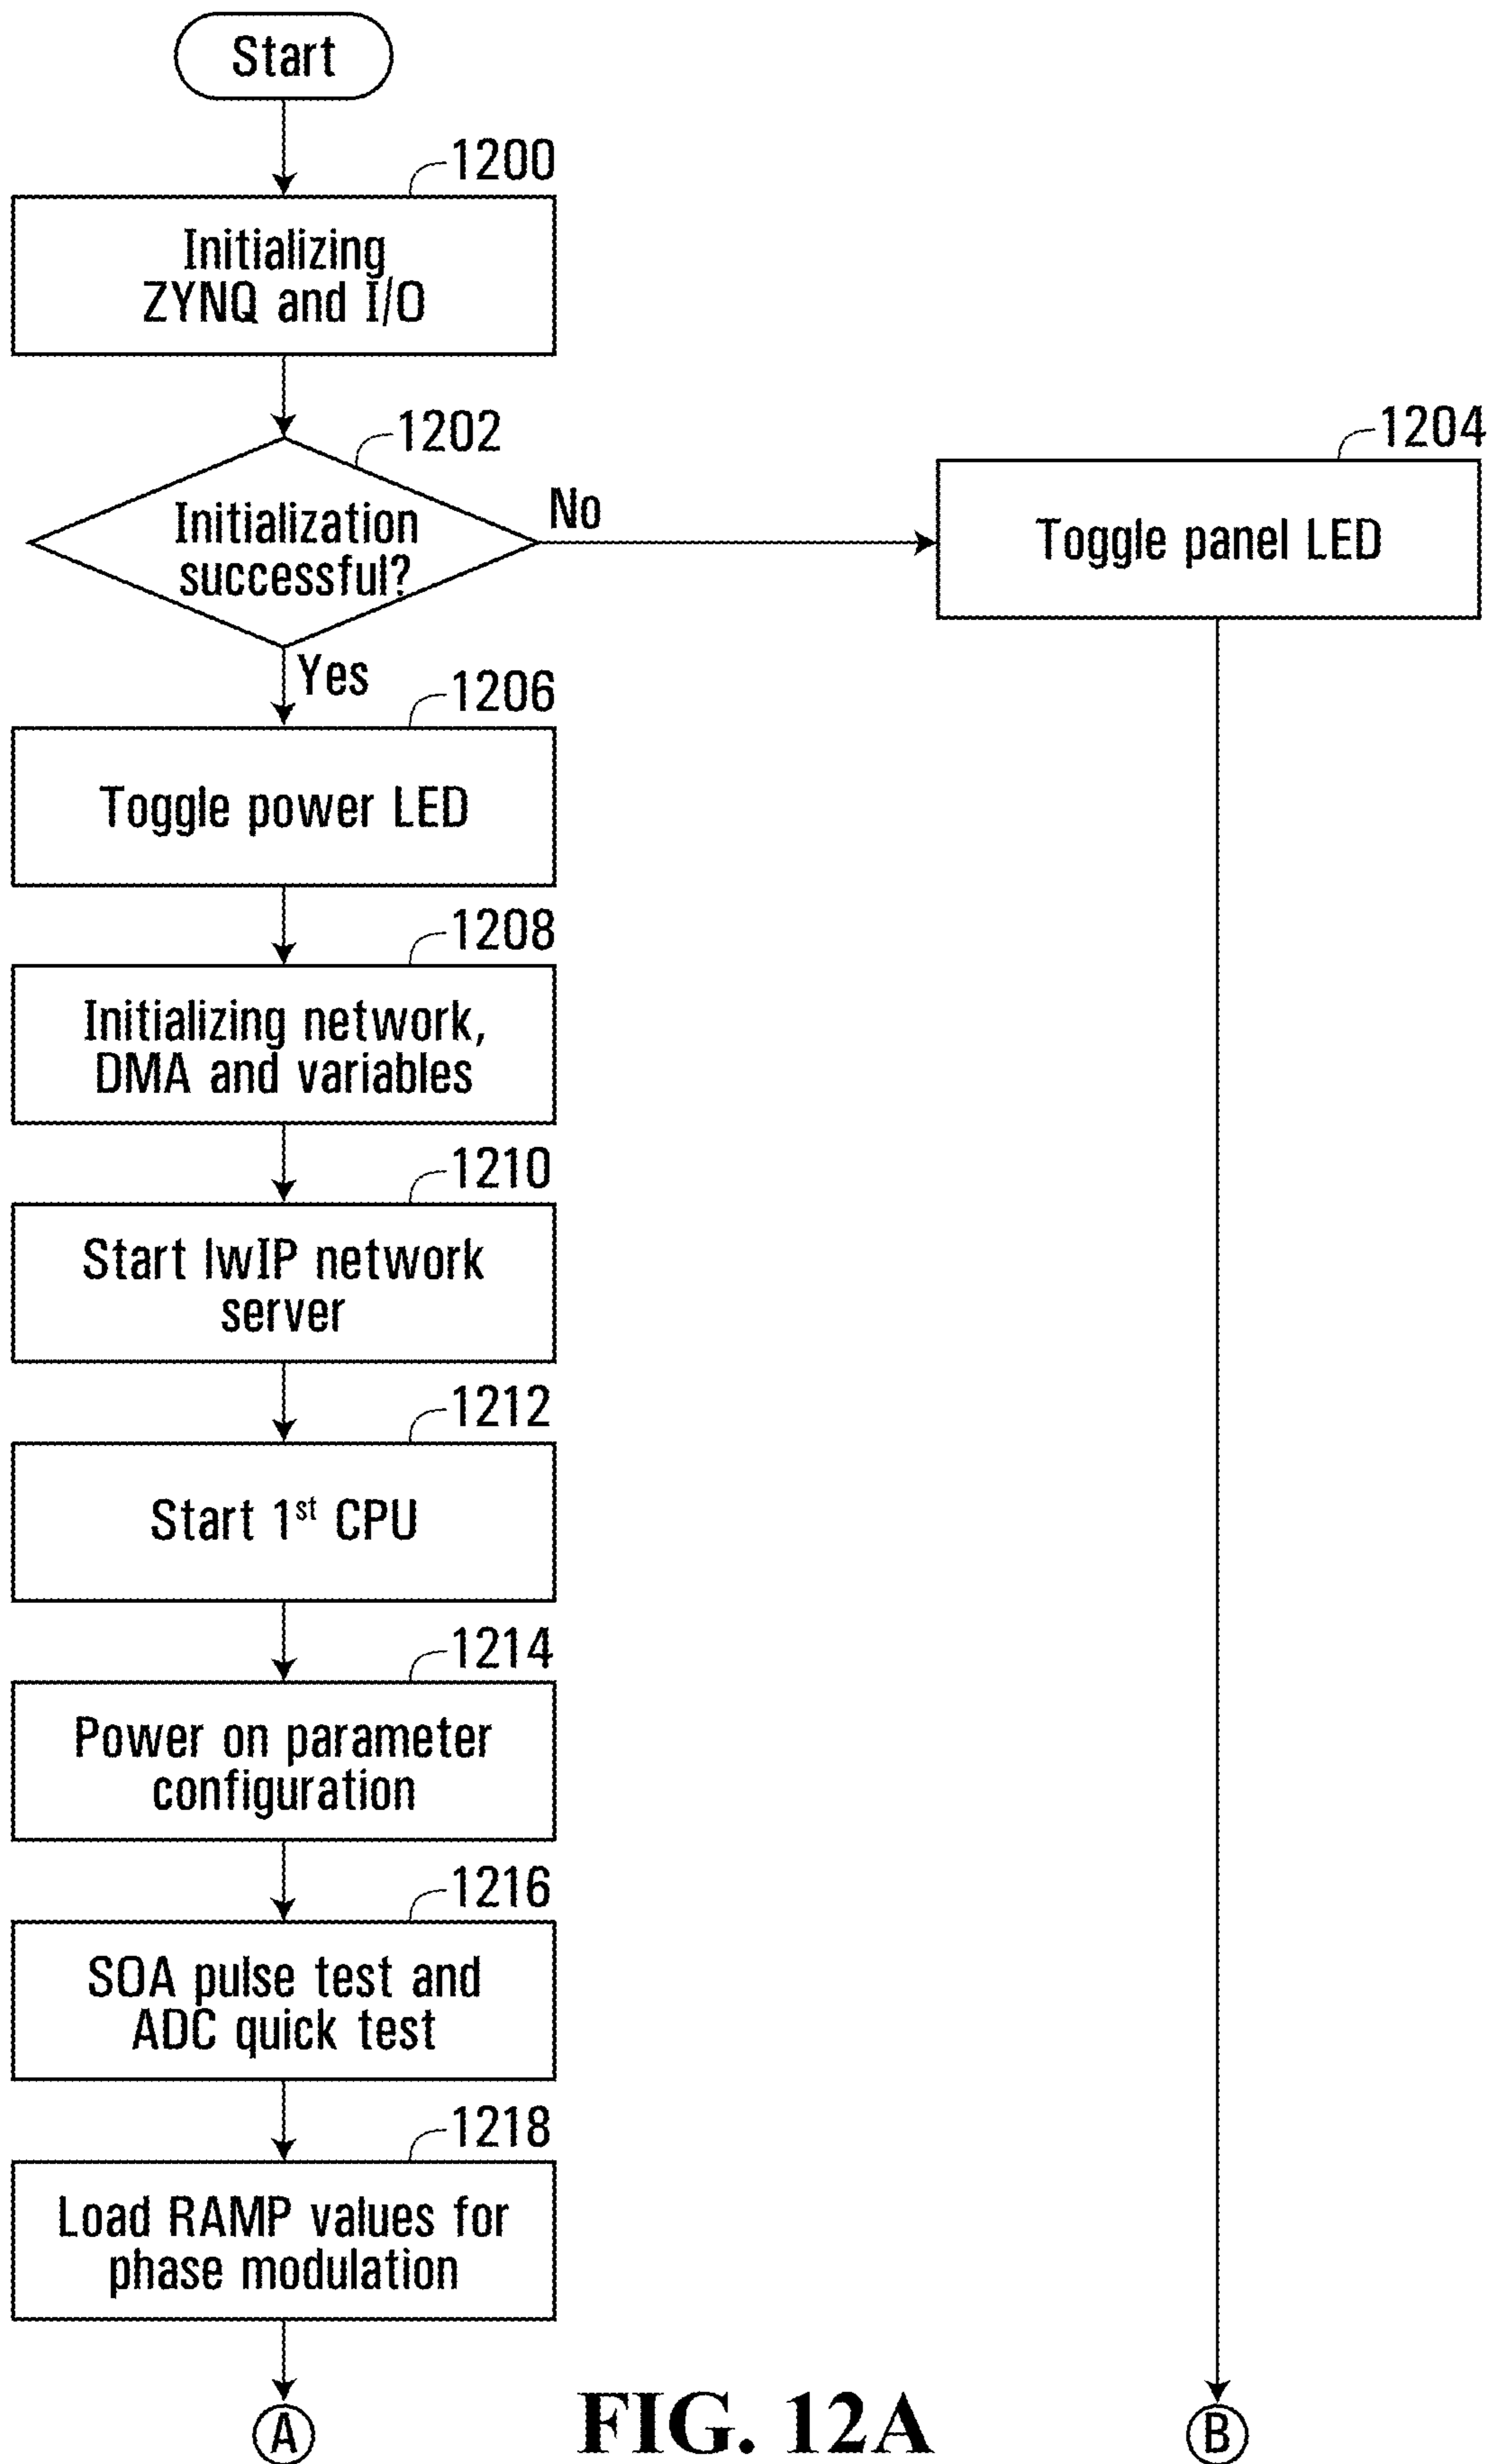 Start
1200
Initializing
ZYNQ and I/O
1202
Initialization
successful?
No
1204
Toggle panel LED
Yes
1206
Toggle power LED
1208
Initializing network,
DMA and variables
1210
Start lwIP network
server
1212
Start 1st CPU
1214
Power on parameter
configuration
1216
SOA pulse test and
ADC quick test
1218
Load RAMP values for
phase modulation
A
FIG. 12A
B